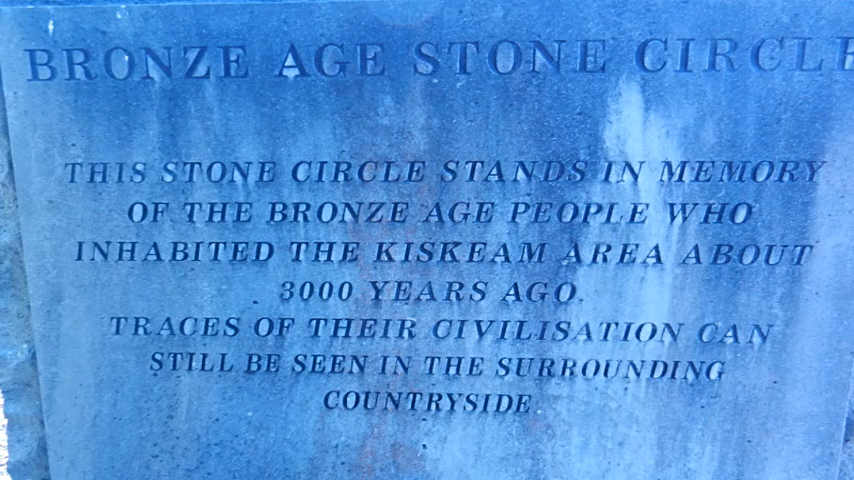 BRONZE AGE STONE CIRCLE
THIS STONE CIRCLE STANDS IN MEMORY
OF THE BRONZE AGE PEOPLE WHO
INHABITED THE KISKEAM AREA ABOUT
3000 YEARS AGO.
TRACES OF THEIR CIVILISATION CAN
STILL BE SEEN IN THE SURROUNDING
COUNTRYSIDE